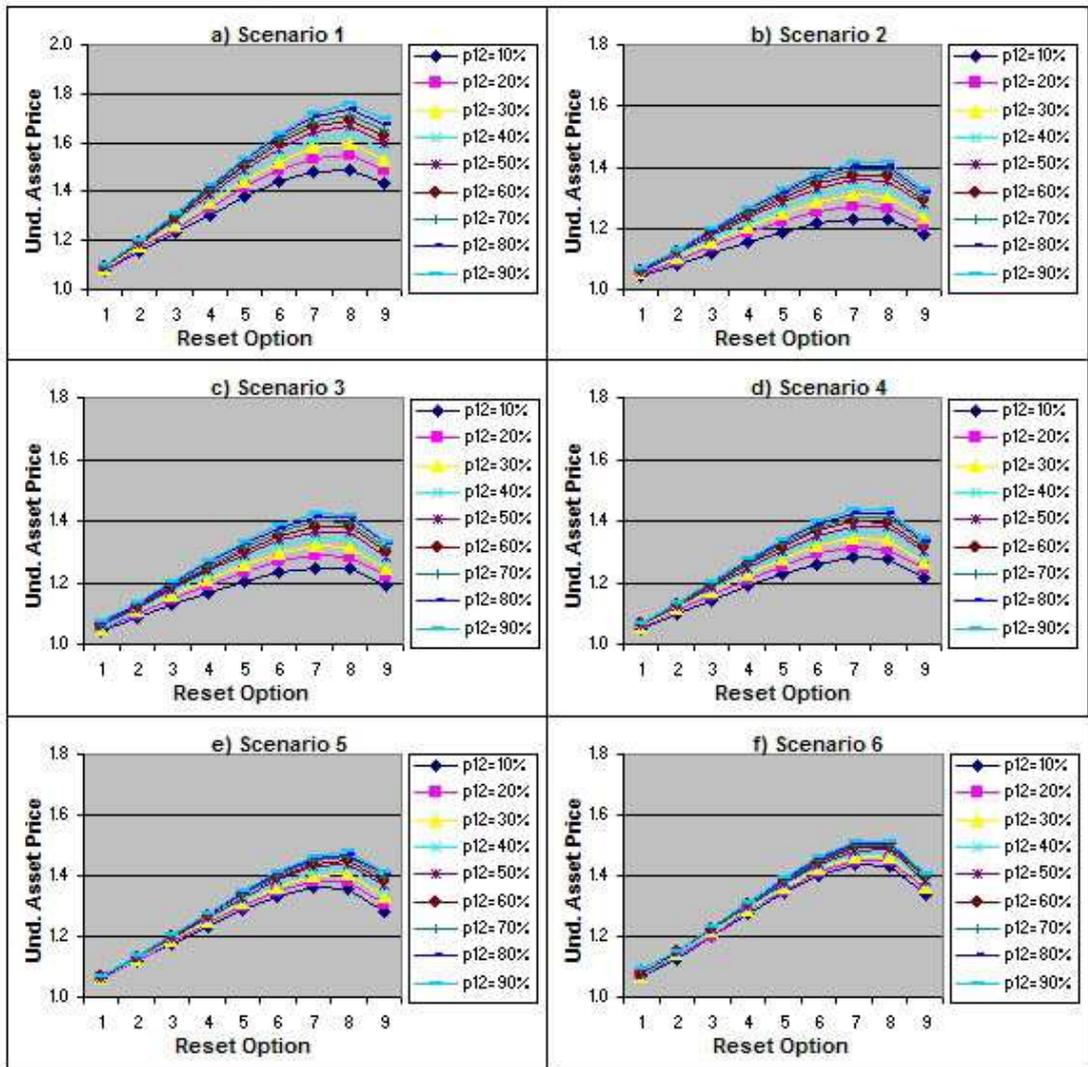 a) Scenario 1
Und. Asset Price
2.0
1.8
1.6
1.4
1.2
1.0
1 2 3 4 5 6 7 8 9
Reset Option
p12=10%
p12=20%
p12=30%
p12=40%
p12=50%
p12=60%
p12=70%
p12=80%
p12=90%
b) Scenario 2
Und. Asset Price
1.8
1.6
1.4
1.2
1.0
1 2 3 4 5 6 7 8 9
Reset Option
p12=10%
p12=20%
p12=30%
p12=40%
p12=50%
p12=60%
p12=70%
p12=80%
p12=90%
c) Scenario 3
Und. Asset Price
1.8
1.6
1.4
1.2
1.0
1 2 3 4 5 6 7 8 9
Reset Option
p12=10%
p12=20%
p12=30%
p12=40%
p12=50%
p12=60%
p12=70%
p12=80%
p12=90%
d) Scenario 4
Und. Asset Price
1.8
1.6
1.4
1.2
1.0
1 2 3 4 5 6 7 8 9
Reset Option
p12=10%
p12=20%
p12=30%
p12=40%
p12=50%
p12=60%
p12=70%
p12=80%
p12=90%
e) Scenario 5
Und. Asset Price
1.8
1.6
1.4
1.2
1.0
1 2 3 4 5 6 7 8 9
Reset Option
p12=10%
p12=20%
p12=30%
p12=40%
p12=50%
p12=60%
p12=70%
p12=80%
p12=90%
f) Scenario 6
Und. Asset Price
1.8
1.6
1.4
1.2
1.0
1 2 3 4 5 6 7 8 9
Reset Option
p12=10%
p12=20%
p12=30%
p12=40%
p12=50%
p12=60%
p12=70%
p12=80%
p12=90%